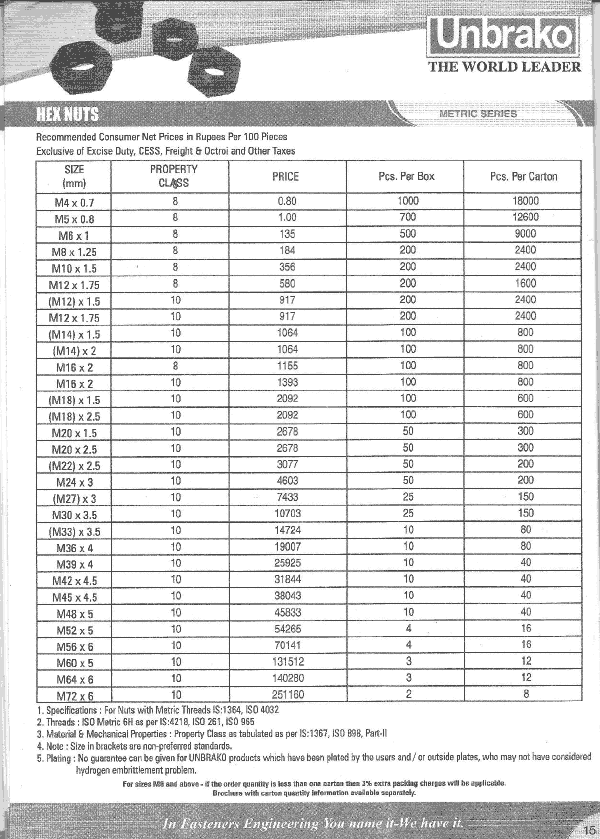 Unbrako
THE WORLD LEADER
HEX NUTS
METRIC SERIES
Recommended Consumer Net Prices in Rupees Per 100 Pieces
Exclusive of Excise Duty, CESS, Freight & Octroi and Other Taxes
SIZE (mm) PROPERTY CLASS PRICE Pcs. Per Box Pcs. Per Carton
M4 x 0.7 8 0.80 1000 18000
M5 x 0.8 8 1.00 700 12600
M6 x 1 8 135 500 9000
M8 x 1.25 8 184 200 2400
M10 x 1.5 8 356 200 2400
M12 x 1.75 8 580 200 1600
(M12) x 1.5 10 917 200 2400
M12 x 1.75 10 917 200 2400
(M14) x 1.5 10 1064 100 800
(M14) x 2 10 1064 100 800
M16 x 2 8 1155 100 800
M16 x 2 10 1393 100 800
(M18) x 1.5 10 2092 100 600
(M18) x 2.5 10 2092 100 600
M20 x 1.5 10 2678 50 300
M20 x 2.5 10 2678 50 300
(M22) x 2.5 10 3077 50 200
M24 x 3 10 4603 50 200
(M27) x 3 10 7433 25 150
M30 x 3.5 10 10703 25 150
(M33) x 3.5 10 14724 10 80
M36 x 4 10 19007 10 80
M39 x 4 10 25925 10 40
M42 x 4.5 10 31844 10 40
M45 x 4.5 10 38043 10 40
M48 x 5 10 45833 10 40
M52 x 5 10 54265 4 16
M56 x 6 10 70141 4 16
M60 x 5 10 131512 3 12
M64 x 6 10 140280 3 12
M72 x 6 10 251160 2 8
1. Specifications : For Nuts with Metric Threads IS:1364, ISO 4032
2. Threads : ISO Metric 6H as per IS:4218, ISO 261, ISO 965
3. Material & Mechanical Properties : Property Class as tabulated as per IS:1367, ISO 898, Part-II
4. Note : Size in brackets are non-preferred standards.
5. Plating : No guarantee can be given for UNBRAKO products which have been plated by the users and / or outside plates, who may not have considered
hydrogen embrittlement problem.
For sizes M6 and above - if the order quantity is less than one carton then 3% extra packing charges will be applicable.
Brochure with carton quantity information available separately.
In Fasteners Engineering You name it-We have it.
15